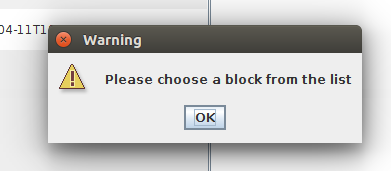 Warning
04-11T1
Please choose a block from the list
OK